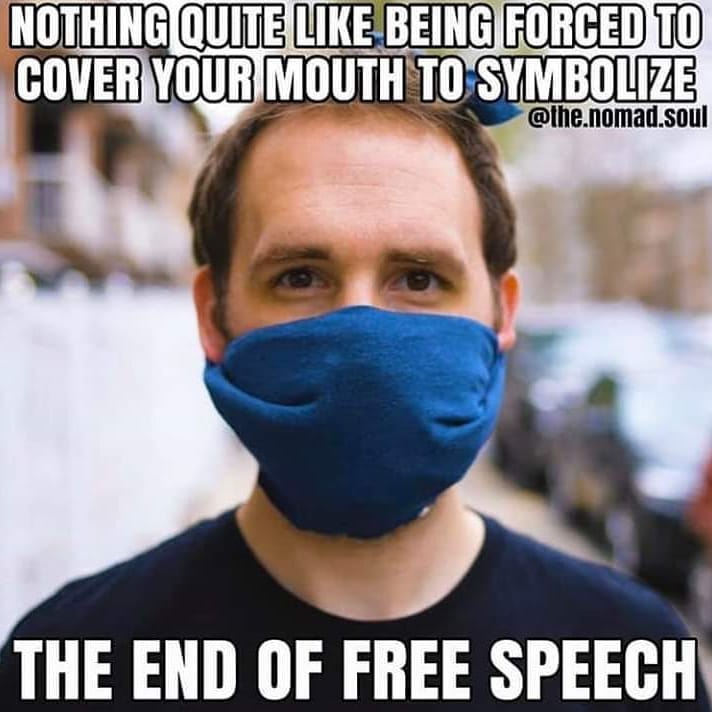 NOTHING QUITE LIKE BEING FORCED TO
COVER YOUR MOUTH TO SYMBOLIZE
@the.nomad.soul
THE END OF FREE SPEECH